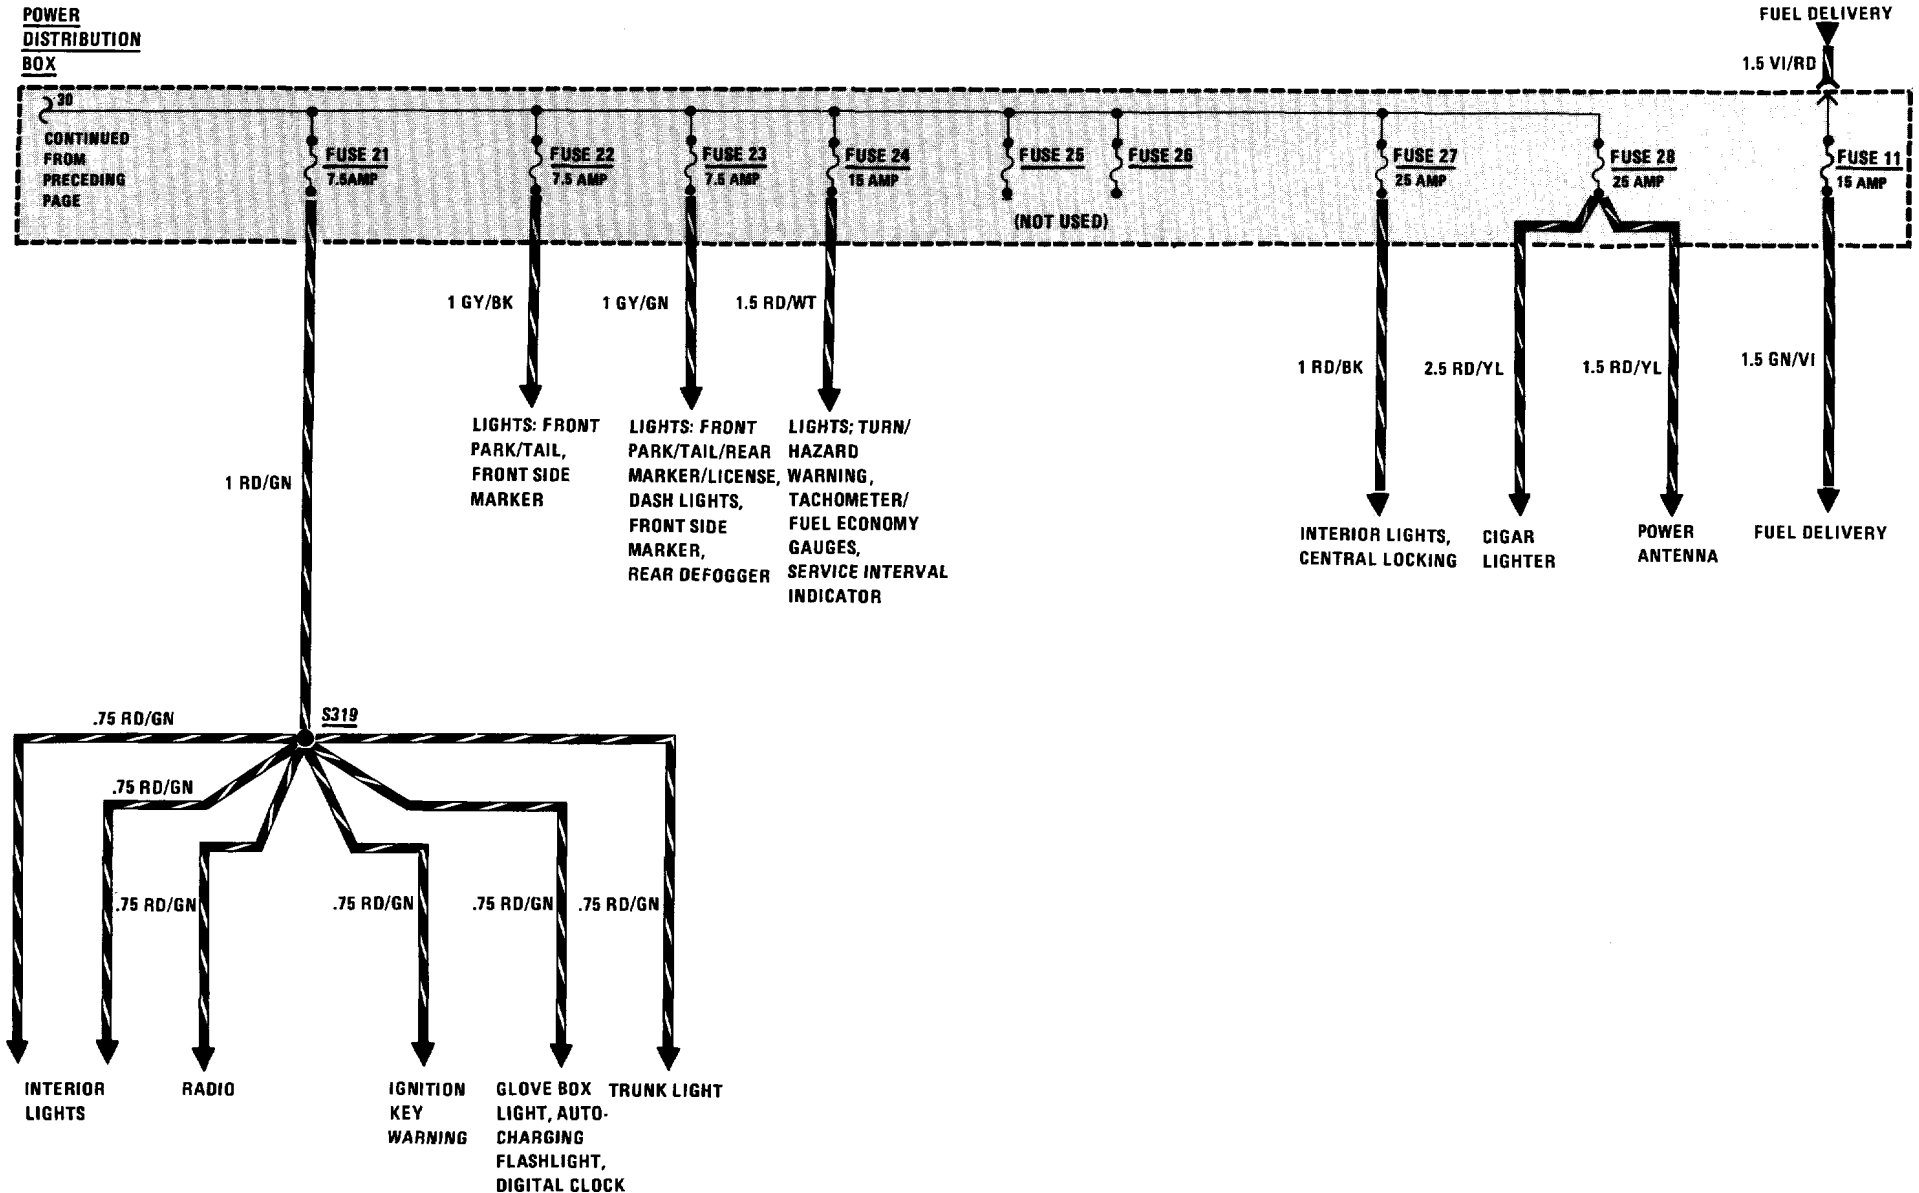 POWER
DISTRIBUTION
BOX
FUEL DELIVERY
1.5 VI/RD
30
CONTINUED
FROM
PRECEDING
PAGE
FUSE 21
7.5AMP
FUSE 22
7.5 AMP
FUSE 23
7.5 AMP
FUSE 24
15 AMP
FUSE 25
FUSE 26
(NOT USED)
FUSE 27
25 AMP
FUSE 28
25 AMP
FUSE 11
15 AMP
1 GY/BK
1 GY/GN
1.5 RD/WT
1 RD/BK
2.5 RD/YL
1.5 RD/YL
1.5 GN/VI
LIGHTS: FRONT
PARK/TAIL,
FRONT SIDE
MARKER
LIGHTS: FRONT
PARK/TAIL/REAR
MARKER/LICENSE,
DASH LIGHTS,
FRONT SIDE
MARKER,
REAR DEFOGGER
LIGHTS; TURN/
HAZARD
WARNING,
TACHOMETER/
FUEL ECONOMY
GAUGES,
SERVICE INTERVAL
INDICATOR
INTERIOR LIGHTS,
CENTRAL LOCKING
CIGAR
LIGHTER
POWER
ANTENNA
FUEL DELIVERY
1 RD/GN
S319
.75 RD/GN
.75 RD/GN
.75 RD/GN
.75 RD/GN
.75 RD/GN
.75 RD/GN
INTERIOR
LIGHTS
RADIO
IGNITION
KEY
WARNING
GLOVE BOX
LIGHT, AUTO-
CHARGING
FLASHLIGHT,
DIGITAL CLOCK
TRUNK LIGHT